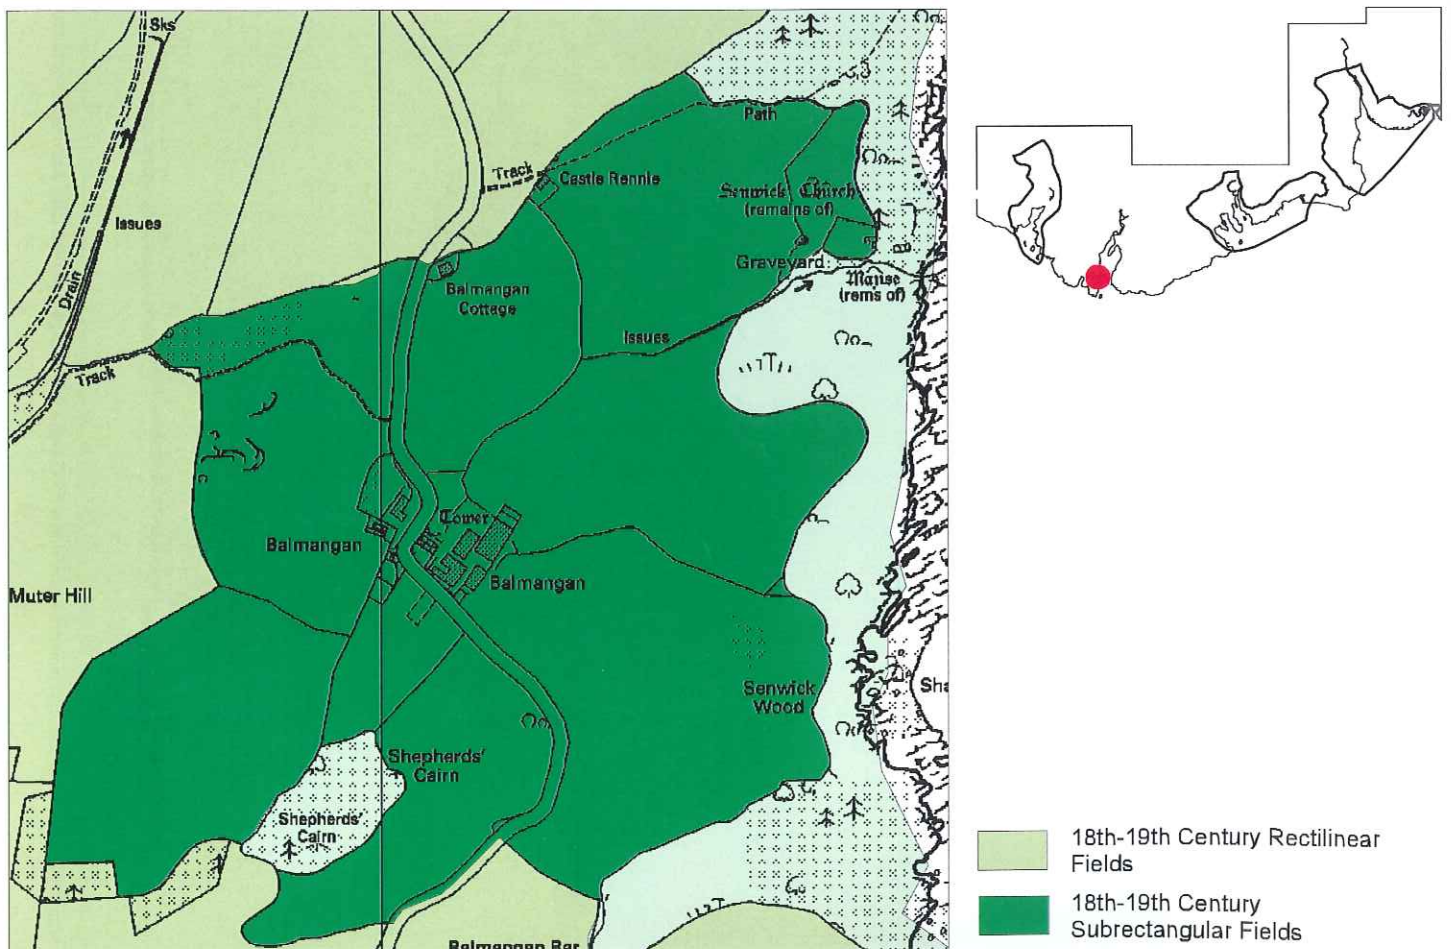 Sks
Path
Track
Castle Rennie
Senwick Church
(remains of)
Issues
Graveyard
Drain
Manse
(rems of)
Balmangan
Cottage
Issues
Track
Tower
Balmangan
Balmangan
Muter Hill
Senwick
Wood
Sha
Shepherds'
Cairn
Shepherds'
Cairn
18th-19th Century Rectilinear
Fields
18th-19th Century
Subrectangular Fields
Balmangan Bar